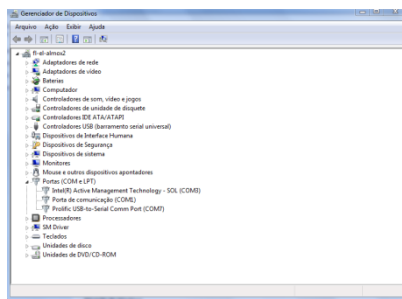 Gerenciador de Dispositivos
Arquivo Ação Exibir Ajuda
fl-el-almox2
Adaptadores de rede
Adaptadores de vídeo
Baterias
Computador
Controladores de som, vídeo e jogos
Controladores de unidade de disquete
Controladores IDE ATA/ATAPI
Controladores USB (barramento serial universal)
Dispositivos de Interface Humana
Dispositivos de Segurança
Dispositivos de sistema
Monitores
Mouse e outros dispositivos apontadores
Portas (COM e LPT)
Intel(R) Active Management Technology - SOL (COM3)
Porta de comunicação (COM1)
Prolific USB-to-Serial Comm Port (COM7)
Processadores
SM Driver
Teclados
Unidades de disco
Unidades de DVD/CD-ROM